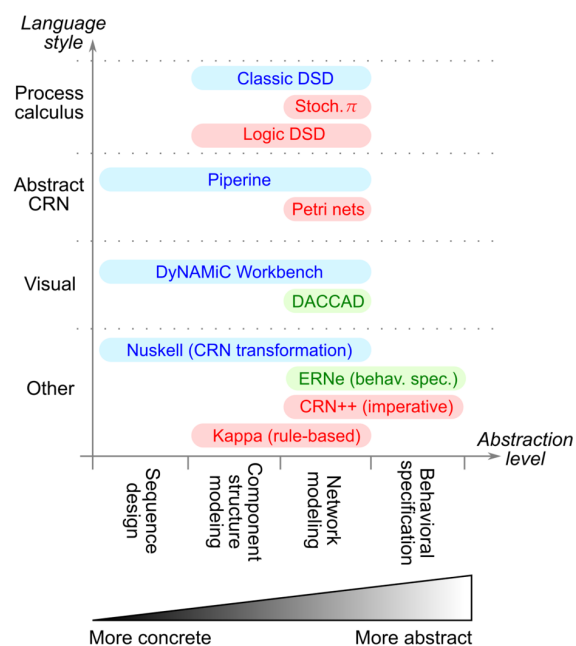 Language
style
Process
calculus
Classic DSD
Stoch. π
Logic DSD
Abstract
CRN
Piperine
Petri nets
Visual
DyNAMiC Workbench
DACCAD
Other
Nuskell (CRN transformation)
ERNe (behav. spec.)
CRN++ (imperative)
Kappa (rule-based)
Abstraction
level
Sequence
design
Component
structure
modeing
Network
modeling
Behavioral
specification
More concrete
More abstract